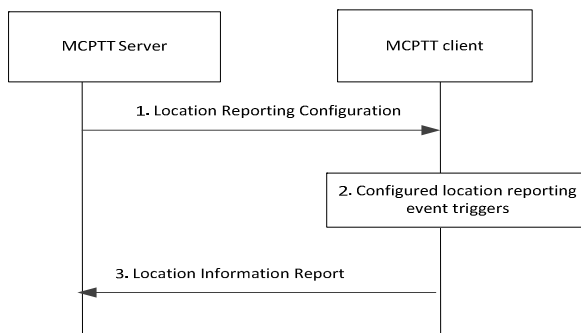 MCPTT Server
MCPTT client
1. Location Reporting Configuration
2. Configured location reporting
event triggers
3. Location Information Report